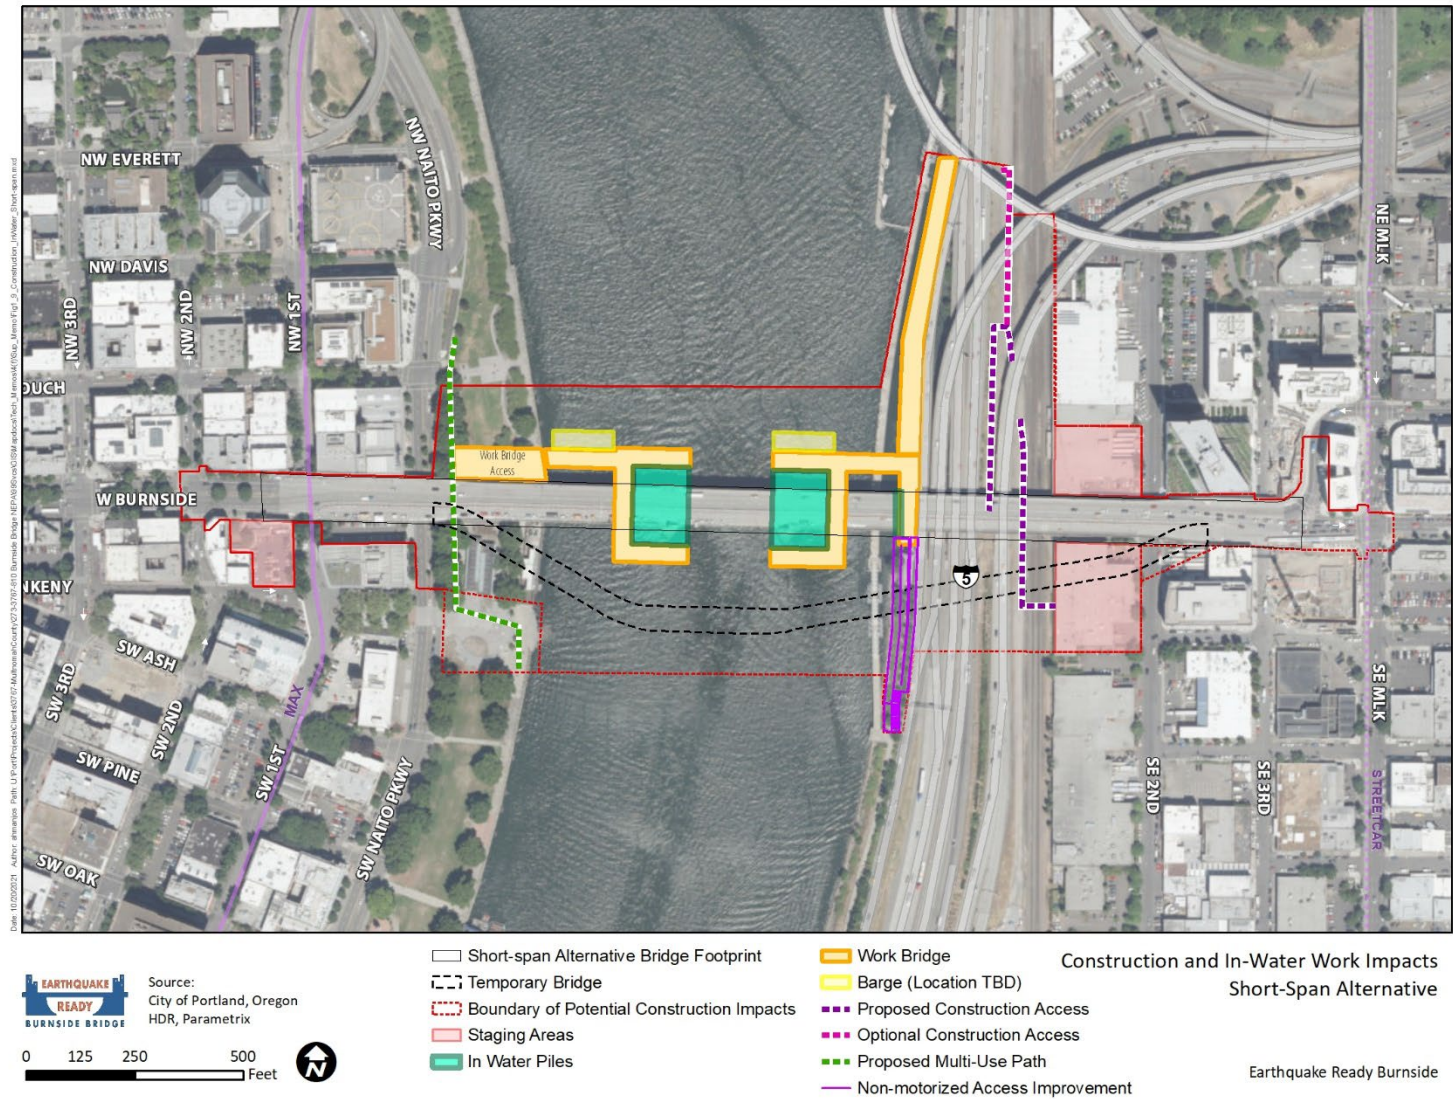 NW EVERETT
NW NAITO PKWY
NE MLK
NW DAVIS
NW 3RD
NW 2ND
NW 1ST
OUCH
Work Bridge
Access
W BURNSIDE
5
NKENY
SW ASH
SW 3RD
SW 2ND
MAX
SW PINE
SW 1ST
SW NAITO PKWY
SW OAK
SE 2ND
SE 3RD
SE MLK
STREETCAR
EARTHQUAKE
READY
BURNSIDE BRIDGE
Source:
City of Portland, Oregon
HDR, Parametrix
0 125 250 500
Feet
N
Short-span Alternative Bridge Footprint
Temporary Bridge
Boundary of Potential Construction Impacts
Staging Areas
In Water Piles
Work Bridge
Barge (Location TBD)
Proposed Construction Access
Optional Construction Access
Proposed Multi-Use Path
Non-motorized Access Improvement
Construction and In-Water Work Impacts
Short-Span Alternative
Earthquake Ready Burnside